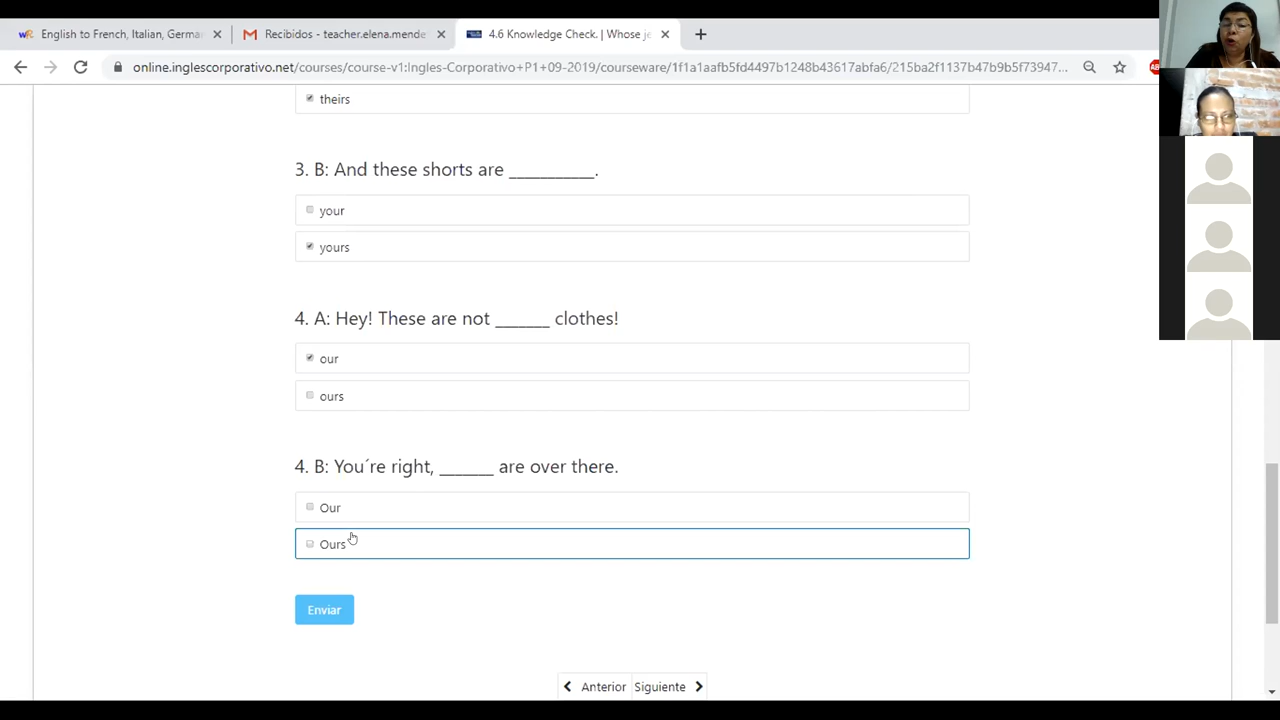 English to French, Italian, Germa
Recibidos - teacher.elena.mende
4.6 Knowledge Check. | Whose je
online.inglescorporativo.net/courses/course-v1:Ingles-Corporativo+P1+09-2019/courseware/1f1a1aafb5fd4497b1248b43617abfa6/215ba2f1137b47b9b5f73947...
theirs
3. B: And these shorts are ___________.
your
yours
4. A: Hey! These are not _______ clothes!
our
ours
4. B: You´re right, _______ are over there.
Our
Ours
Enviar
Anterior Siguiente